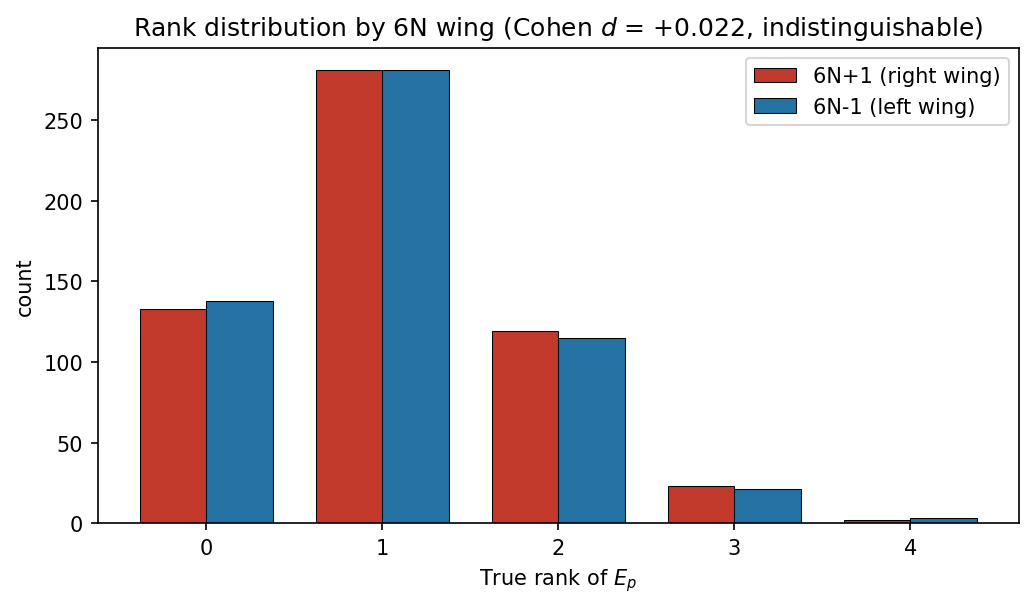 Rank distribution by 6N wing (Cohen d = +0.022, indistinguishable)
6N+1 (right wing)
6N-1 (left wing)
count
250
200
150
100
50
0
0 1 2 3 4
True rank of E_p